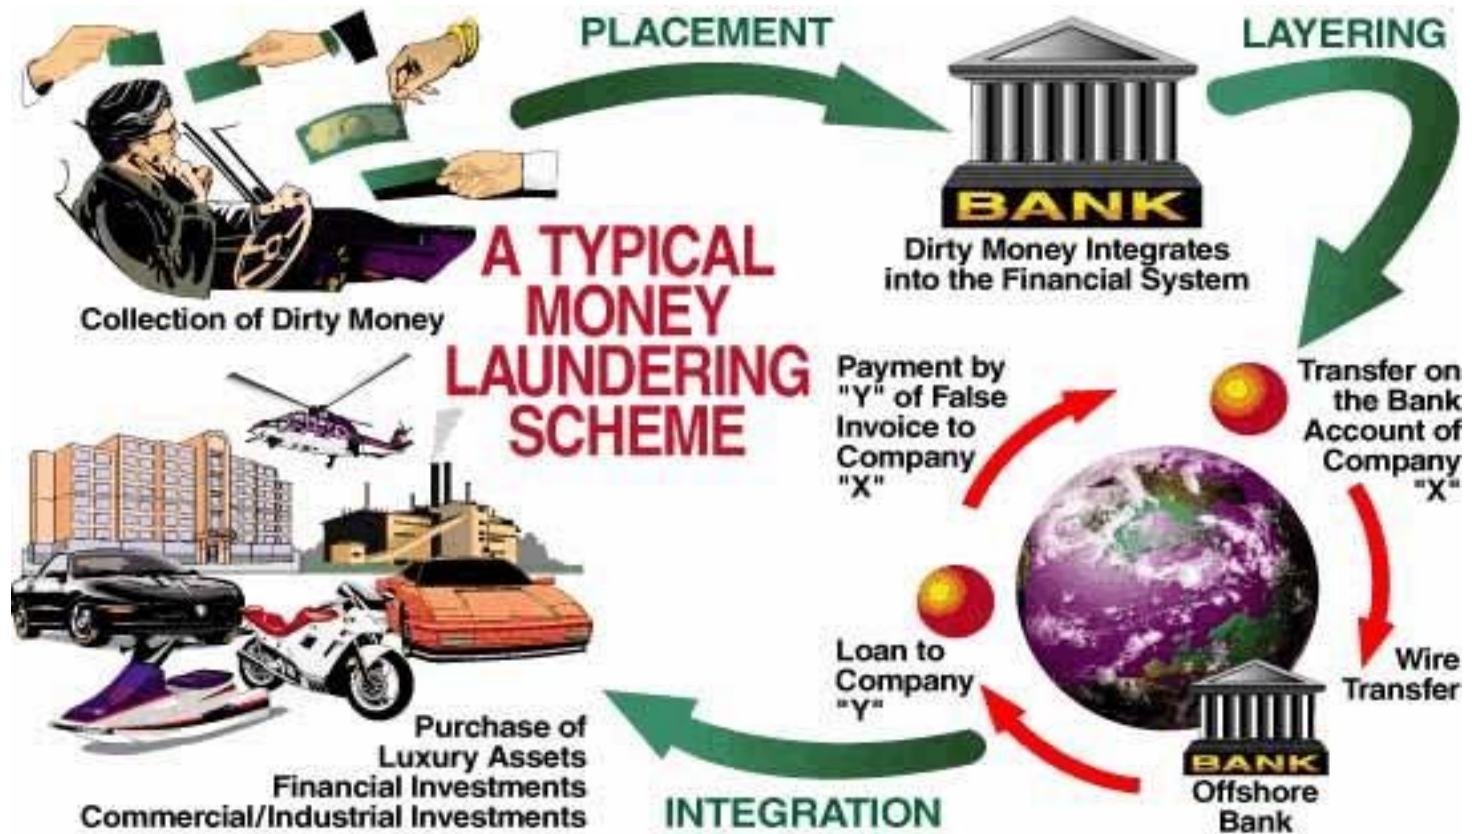 PLACEMENT
LAYERING
BANK
Dirty Money Integrates
into the Financial System
Collection of Dirty Money
A TYPICAL
MONEY
LAUNDERING
SCHEME
Payment by
"Y" of False
Invoice to
Company
"X"
Transfer on
the Bank
Account of
Company
"X"
Wire
Transfer
Loan to
Company
"Y"
BANK
Offshore
Bank
Purchase of
Luxury Assets
Financial Investments
Commercial/Industrial Investments
INTEGRATION